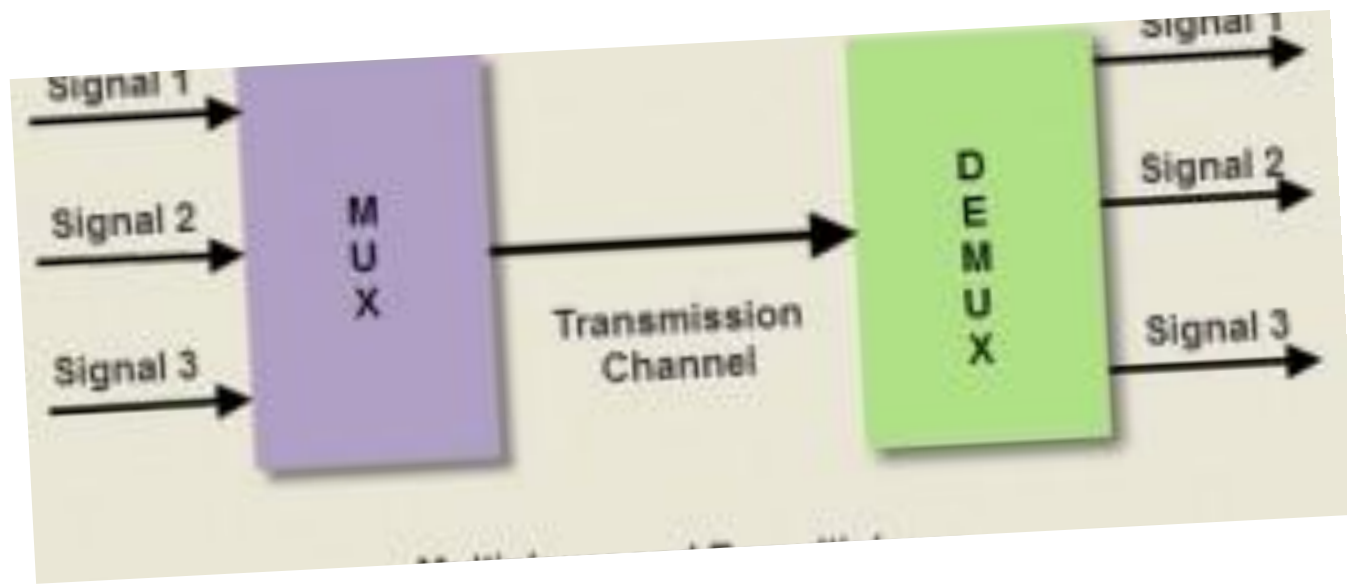 Signal 1
Signal 2
Signal 3
M
U
X
Transmission
Channel
D
E
M
U
X
Signal 1
Signal 2
Signal 3